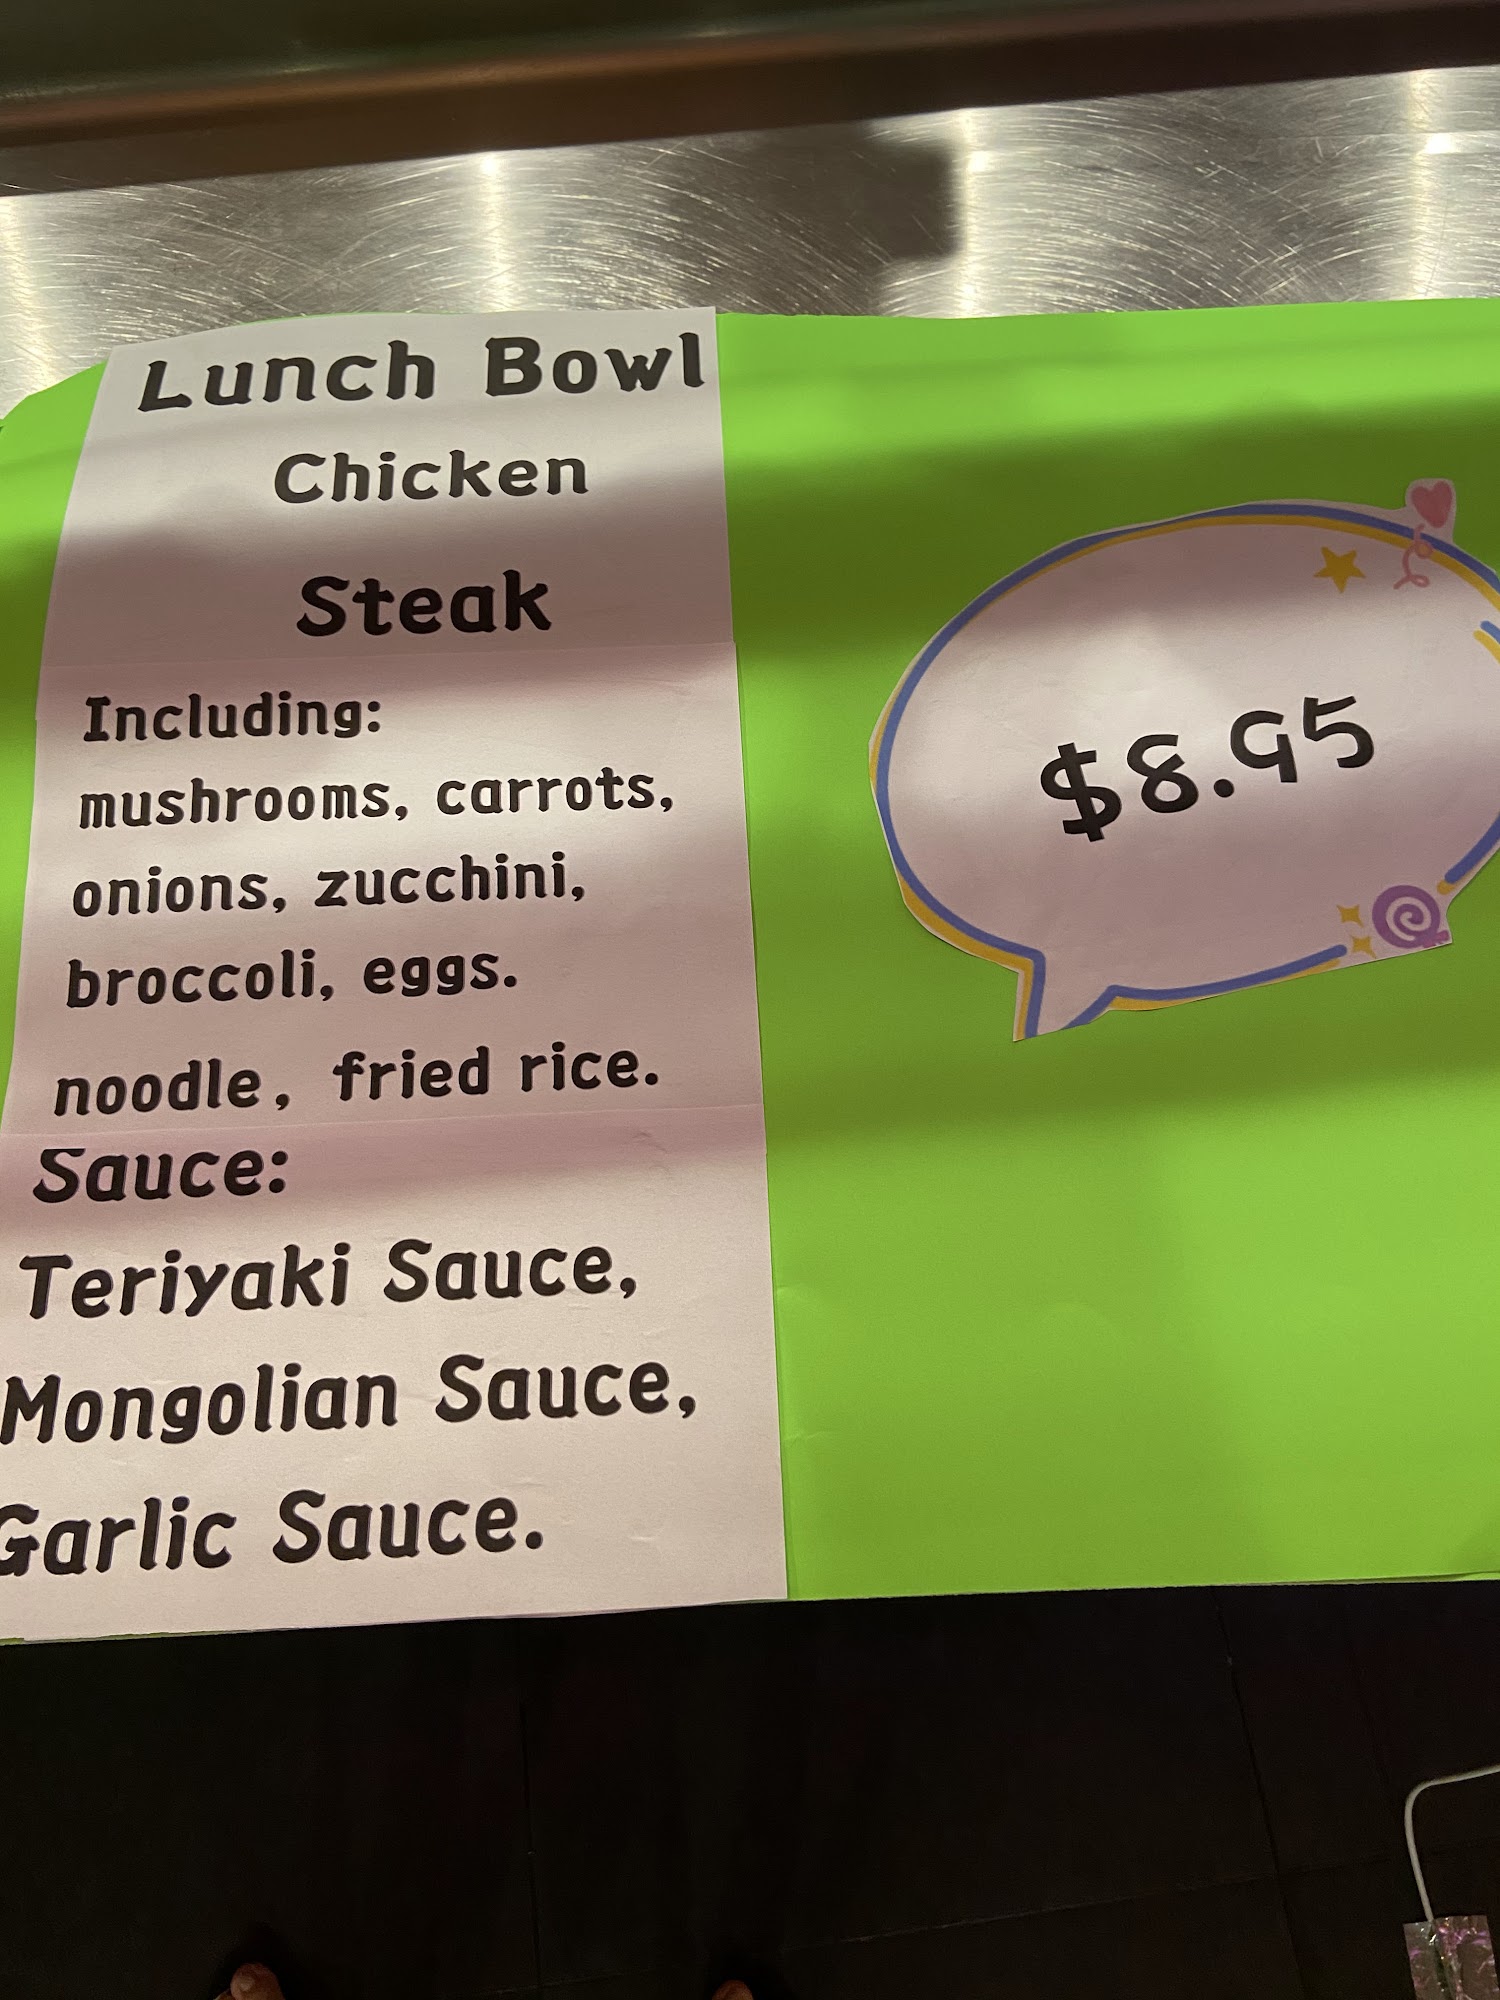 Lunch Bowl
Chicken
Steak
Including:
mushrooms, carrots,
onions, zucchini,
broccoli, eggs.
noodle, fried rice.
Sauce:
Teriyaki Sauce,
Mongolian Sauce,
Garlic Sauce.
$8.95